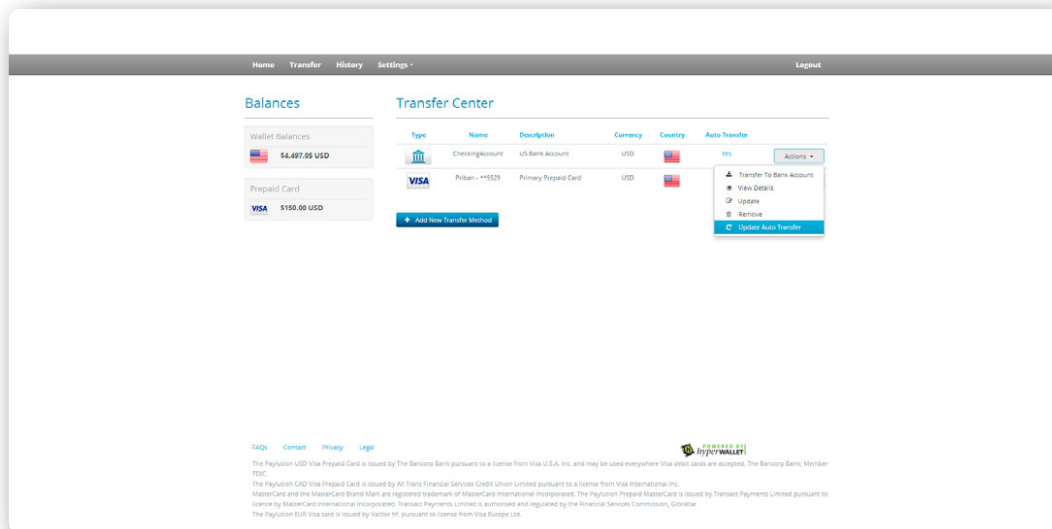 Home Transfer History Settings Logout
Balances
Wallet Balances
$4,497.05 USD
Prepaid Card
VISA $150.00 USD
Transfer Center
Type Name Description Currency Country Auto Transfer
CheckingAccount US Bank Account USD Yes Actions
VISA Priban - **5529 Primary Prepaid Card USD
Transfer To Bank Account
View Details
Update
Remove
Update Auto Transfer
+ Add New Transfer Method
FAQs Contact Privacy Legal
POWERED BY
hyperWALLET
The Paylution USD Visa Prepaid Card is issued by The Bancorp Bank pursuant to a license from Visa U.S.A. Inc. and may be used everywhere Visa debit cards are accepted. The Bancorp Bank; Member
FDIC.
The Paylution CAD Visa Prepaid Card is issued by All Trans Financial Services Credit Union Limited pursuant to a license from Visa International Inc.
MasterCard and the MasterCard Brand Mark are registered trademark of MasterCard International Incorporated. The Paylution Prepaid MasterCard is issued by Transact Payments Limited pursuant to
licence by MasterCard International Incorporated. Transact Payments Limited is authorised and regulated by the Financial Services Commission, Gibraltar
The Paylution EUR Visa card is issued by Valitor Hf. pursuant to license from Visa Europe Ltd.